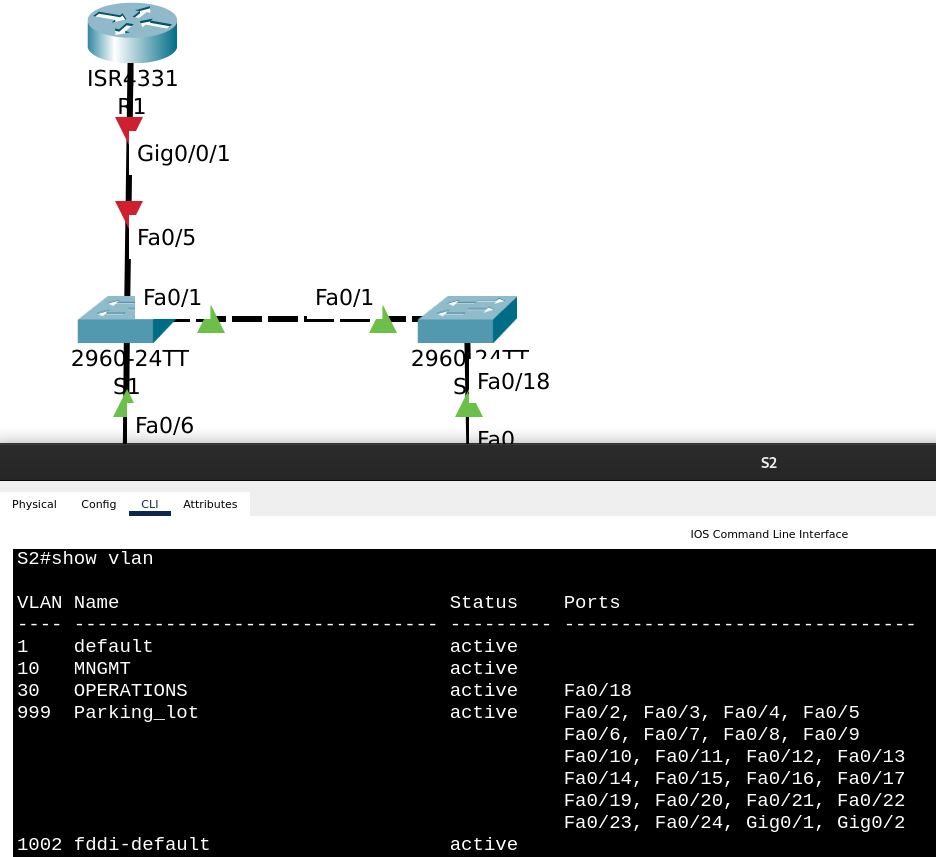 ISR4331
R1
Gig0/0/1
Fa0/5
Fa0/1 Fa0/1
2960-24TT 2960-24TT
S1 S
Fa0/18
Fa0/6
Fa0
S2
Physical Config CLI Attributes
IOS Command Line Interface
S2#show vlan
VLAN Name Status Ports
---- -------------------------------- --------- -------------------------------
1 default active
10 MNGMT active
30 OPERATIONS active Fa0/18
999 Parking_lot active Fa0/2, Fa0/3, Fa0/4, Fa0/5
Fa0/6, Fa0/7, Fa0/8, Fa0/9
Fa0/10, Fa0/11, Fa0/12, Fa0/13
Fa0/14, Fa0/15, Fa0/16, Fa0/17
Fa0/19, Fa0/20, Fa0/21, Fa0/22
Fa0/23, Fa0/24, Gig0/1, Gig0/2
1002 fddi-default active